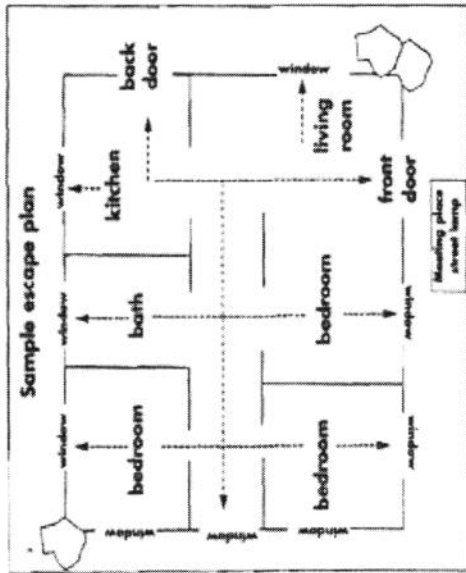 Sample escape plan
window
window
window
bedroom
bath
kitchen
back
door
window
window
window
bedroom
bedroom
living
room
window
window
window
front
door
Meeting place
street lamp